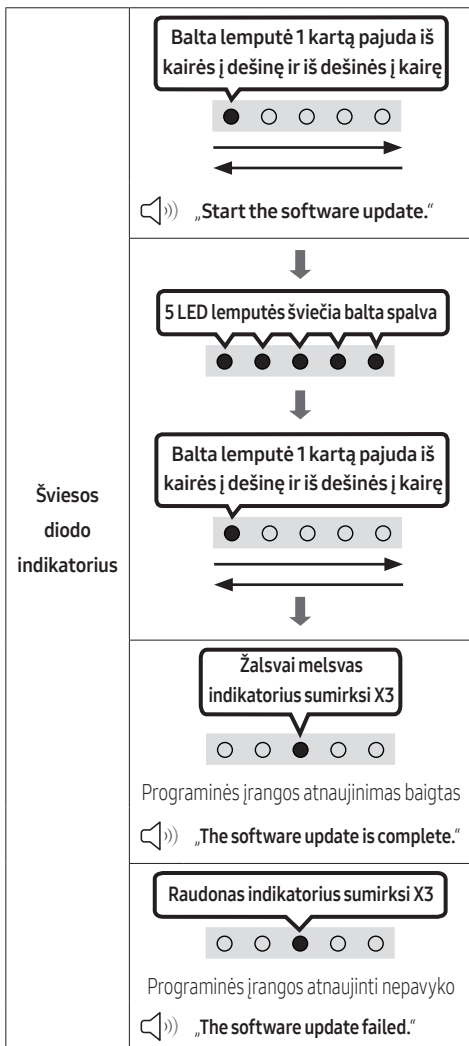 Balta lemputė 1 kartą pajuda iš
kairės į dešinę ir iš dešinės į kairę
„Start the software update.“
5 LED lemputės šviečia balta spalva
Balta lemputė 1 kartą pajuda iš
kairės į dešinę ir iš dešinės į kairę
Šviesos
diodo
indikatorius
Žalsvai melsvas
indikatorius sumirksi X3
Programinės įrangos atnaujinimas baigtas
„The software update is complete.“
Raudonas indikatorius sumirksi X3
Programinės įrangos atnaujinti nepavyko
„The software update failed.“